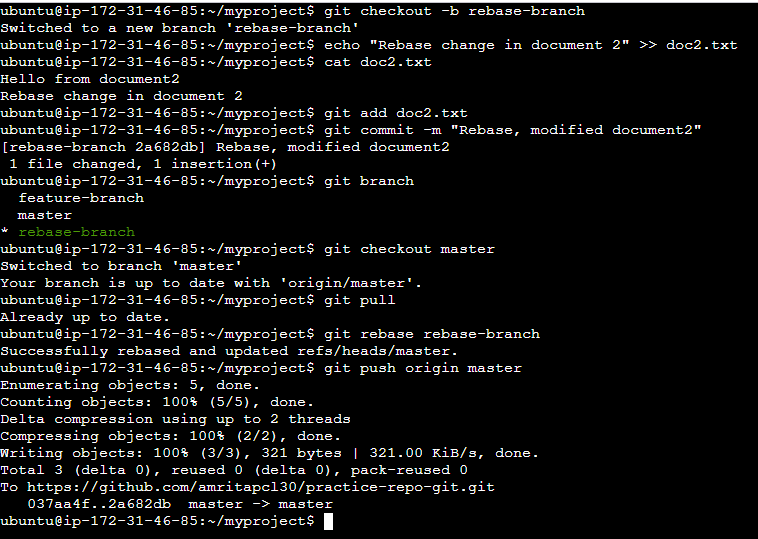 ubuntu@ip-172-31-46-85:~/myproject$ git checkout -b rebase-branch
Switched to a new branch 'rebase-branch'
ubuntu@ip-172-31-46-85:~/myproject$ echo "Rebase change in document 2" >> doc2.txt
ubuntu@ip-172-31-46-85:~/myproject$ cat doc2.txt
Hello from document2
Rebase change in document 2
ubuntu@ip-172-31-46-85:~/myproject$ git add doc2.txt
ubuntu@ip-172-31-46-85:~/myproject$ git commit -m "Rebase, modified document2"
[rebase-branch 2a682db] Rebase, modified document2
 1 file changed, 1 insertion(+)
ubuntu@ip-172-31-46-85:~/myproject$ git branch
  feature-branch
  master
* rebase-branch
ubuntu@ip-172-31-46-85:~/myproject$ git checkout master
Switched to branch 'master'
Your branch is up to date with 'origin/master'.
ubuntu@ip-172-31-46-85:~/myproject$ git pull
Already up to date.
ubuntu@ip-172-31-46-85:~/myproject$ git rebase rebase-branch
Successfully rebased and updated refs/heads/master.
ubuntu@ip-172-31-46-85:~/myproject$ git push origin master
Enumerating objects: 5, done.
Counting objects: 100% (5/5), done.
Delta compression using up to 2 threads
Compressing objects: 100% (2/2), done.
Writing objects: 100% (3/3), 321 bytes | 321.00 KiB/s, done.
Total 3 (delta 0), reused 0 (delta 0), pack-reused 0
To https://github.com/amritapcl30/practice-repo-git.git
   037aa4f..2a682db  master -> master
ubuntu@ip-172-31-46-85:~/myproject$